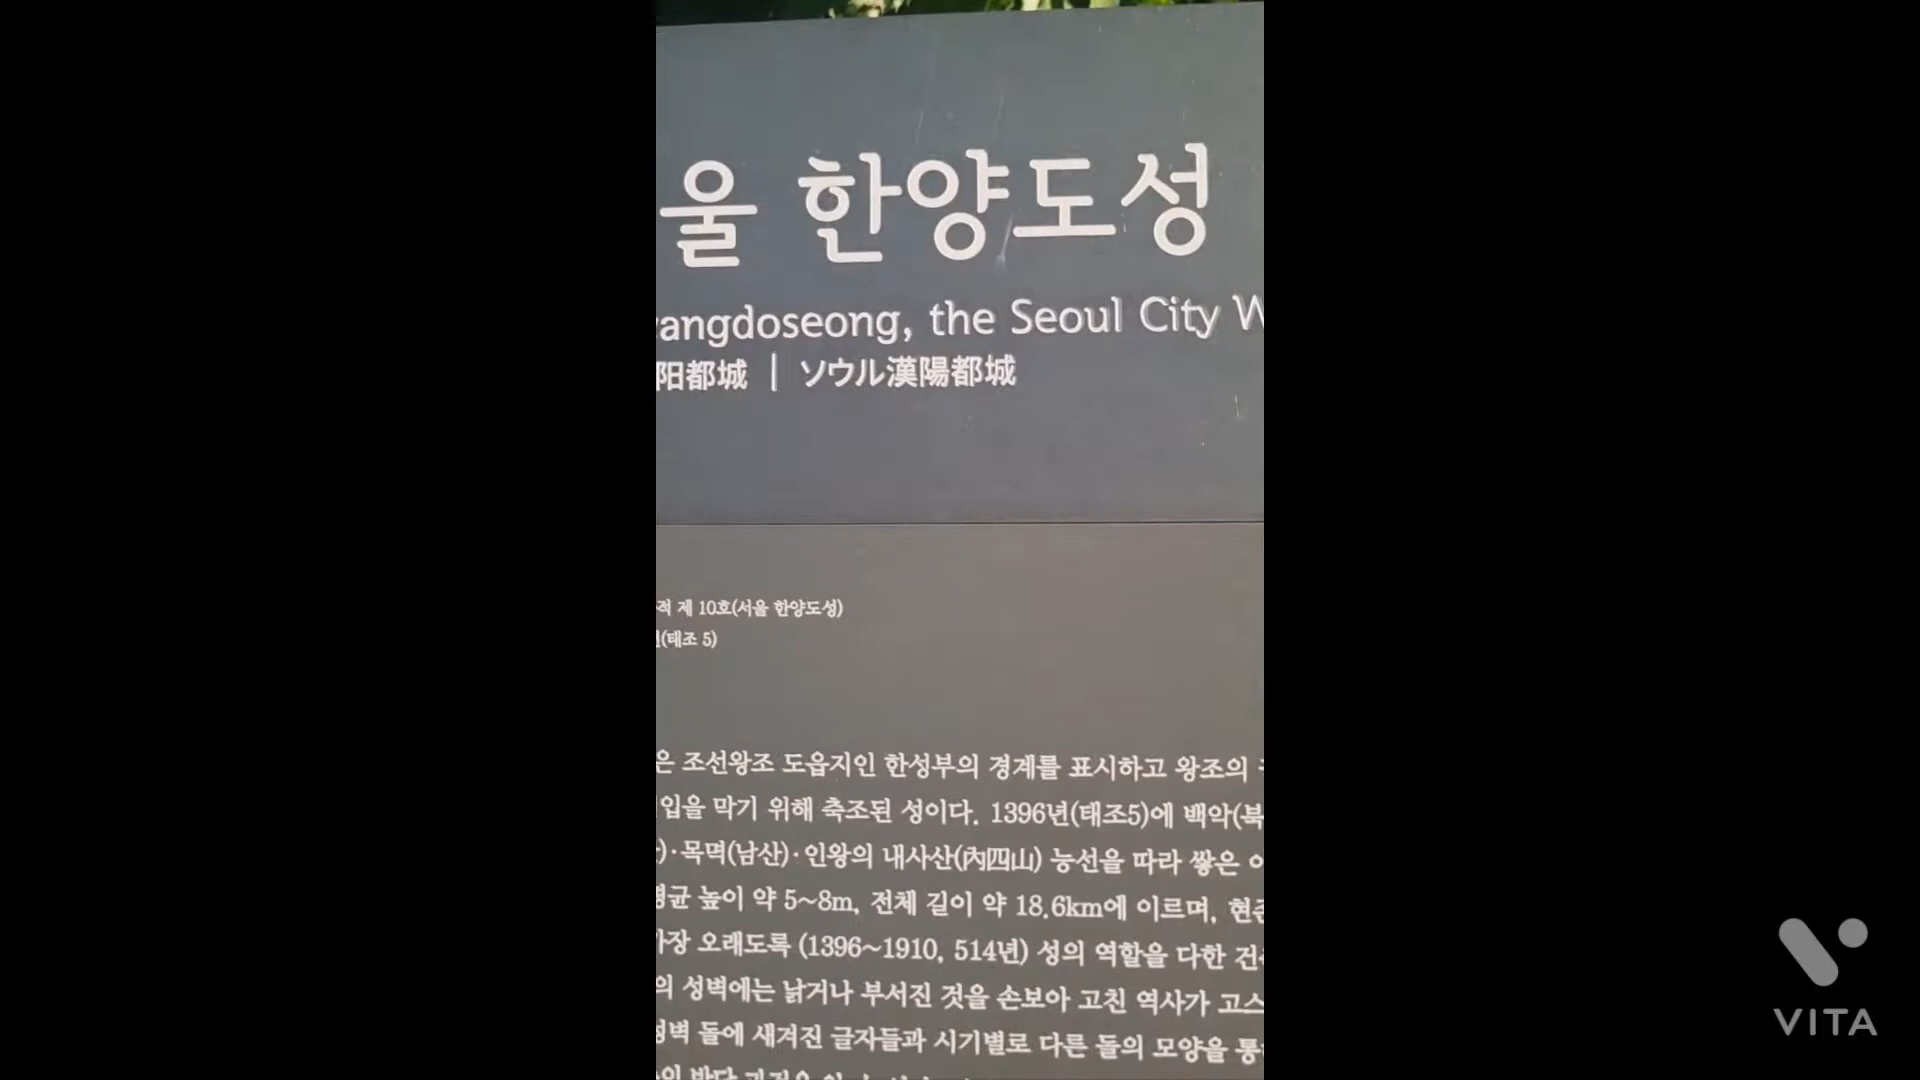 울 한양도성
angdoseong, the Seoul City W
阳都城 | ソウル漢陽都城
적 제 10호(서울 한양도성)
(태조 5)
은 조선왕조 도읍지인 한성부의 경계를 표시하고 왕조의
입을 막기 위해 축조된 성이다. 1396년(태조5)에 백악(북
)·목멱(남산)·인왕의 내사산(內四山) 능선을 따라 쌓은 이
평균 높이 약 5~8m, 전체 길이 약 18.6km에 이르며, 현존
가장 오래도록 (1396~1910, 514년) 성의 역할을 다한 건
의 성벽에는 낡거나 부서진 것을 손보아 고친 역사가 고스
성벽 돌에 새겨진 글자들과 시기별로 다른 돌의 모양을 통
VITA